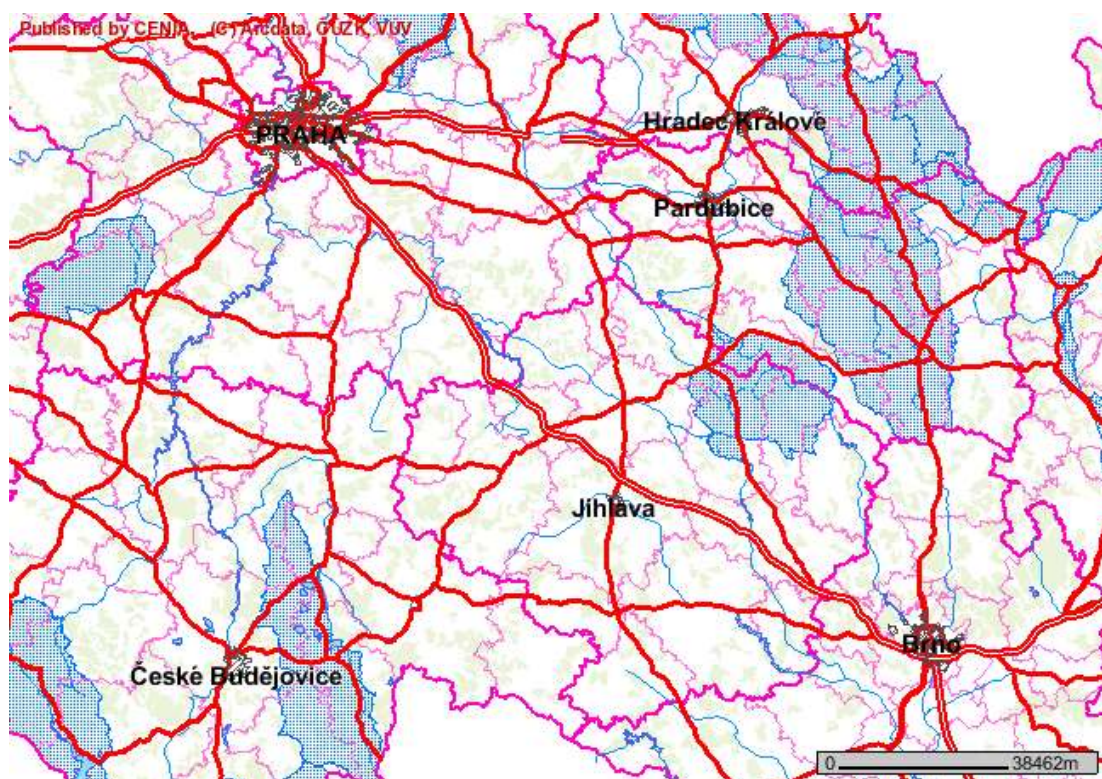 Published by CENIA, (C) Arcdata, ČÚZK, VÚV
PRAHA
Hradec Králové
Pardubice
Jihlava
Brno
České Budějovice
0 38462m